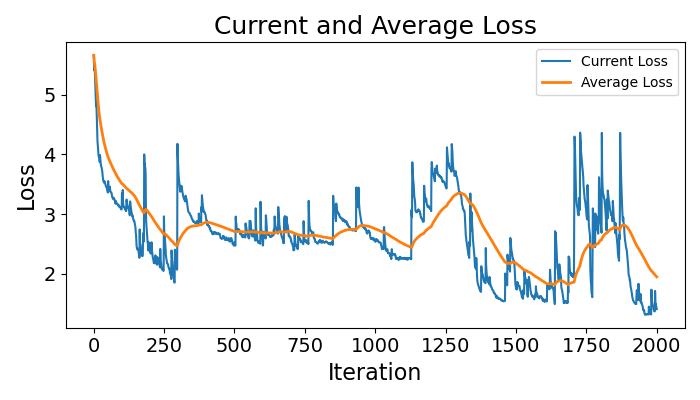 Current and Average Loss
Current Loss
Average Loss
Loss
5
4
3
2
0 250 500 750 1000 1250 1500 1750 2000
Iteration